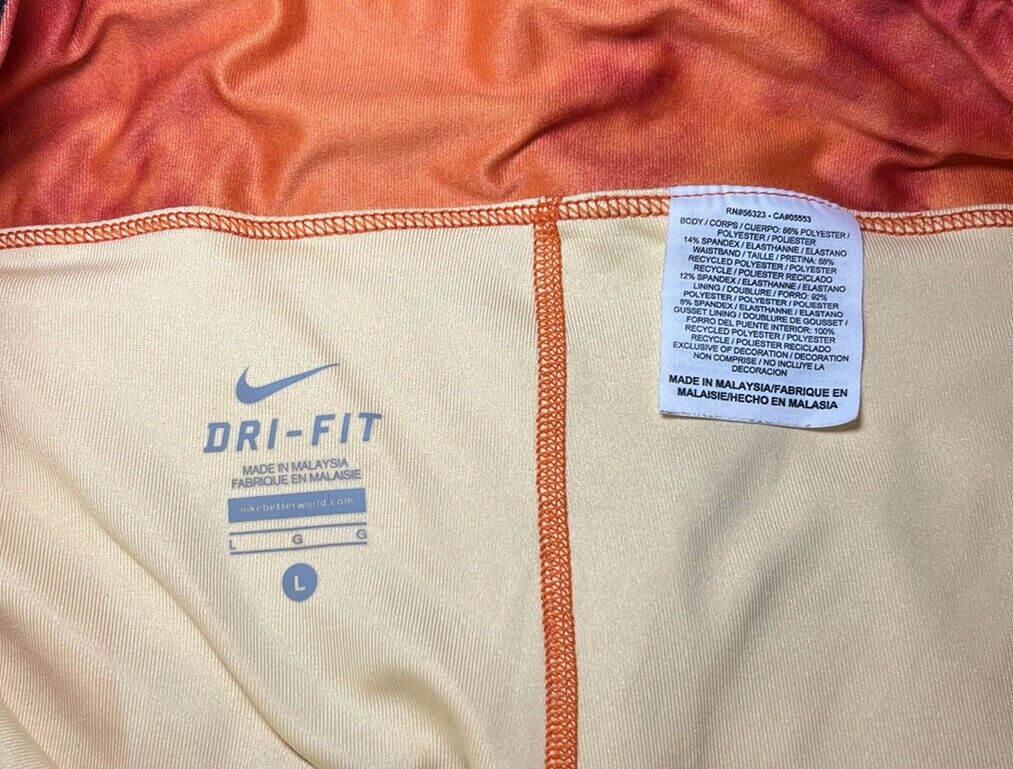 RN#56323 - CA#05553
BODY / CORPS / CUERPO: 86% POLYESTER /
POLYESTER / POLIESTER
14% SPANDEX / ELASTHANNE / ELASTANO
WAISTBAND / TAILLE / PRETINA: 88%
RECYCLED POLYESTER / POLYESTER
RECYCLE / POLIESTER RECICLADO
12% SPANDEX / ELASTHANNE / ELASTANO
LINING / DOUBLURE / FORRO: 92%
POLYESTER / POLYESTER / POLIESTER
8% SPANDEX / ELASTHANNE / ELASTANO
GUSSET LINING / DOUBLURE DE GOUSSET /
FORRO DEL PUENTE INTERIOR: 100%
RECYCLED POLYESTER / POLYESTER
RECYCLE / POLIESTER RECICLADO
EXCLUSIVE OF DECORATION / DECORATION
NON COMPRISE / NO INCLUYE LA
DECORACION
MADE IN MALAYSIA/FABRIQUE EN
MALAISIE/HECHO EN MALASIA
DRI-FIT
MADE IN MALAYSIA
FABRIQUE EN MALAISIE
nikebetterworld.com
L G G
L